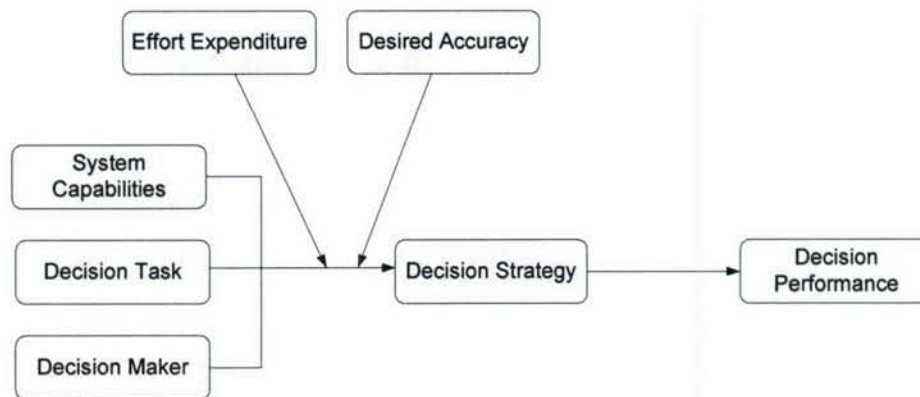 Effort Expenditure
Desired Accuracy
System
Capabilities
Decision Task
Decision Strategy
Decision
Performance
Decision Maker